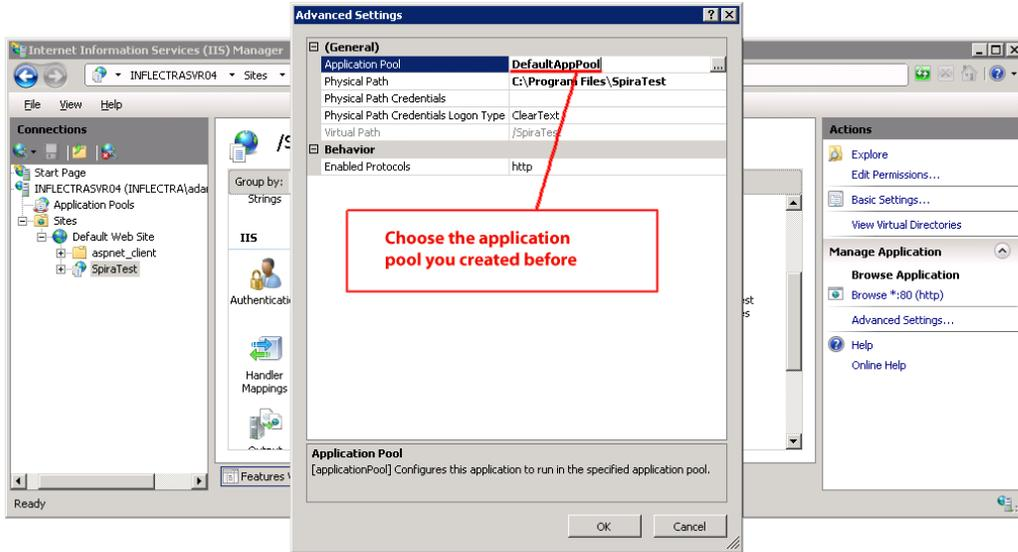 Advanced Settings
(General)
Application Pool DefaultAppPool ...
Physical Path C:\Program Files\SpiraTest
Physical Path Credentials
Physical Path Credentials Logon Type ClearText
Virtual Path /SpiraTest
Behavior
Enabled Protocols http
Choose the application
pool you created before
Application Pool
[applicationPool] Configures this application to run in the specified application pool.
OK Cancel
Internet Information Services (IIS) Manager
INFLECTRASVR04 Sites
File View Help
Connections
Start Page
INFLECTRASVR04 (INFLECTRA\adar
Application Pools
Sites
Default Web Site
aspnet_client
SpiraTest
Group by:
Strings
IIS
Authenticati
Handler
Mappings
Features
Ready
Actions
Explore
Edit Permissions...
Basic Settings...
View Virtual Directories
Manage Application
Browse Application
Browse *:80 (http)
Advanced Settings...
Help
Online Help